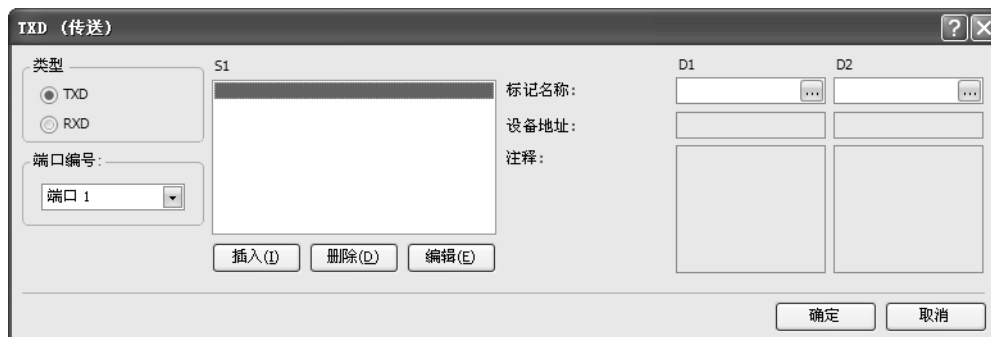 TXD (传送)
类型
TXD
RXD
端口编号:
端口 1
S1
插入(I)
删除(D)
编辑(E)
D1
D2
标记名称:
...
...
设备地址:
注释:
确定
取消